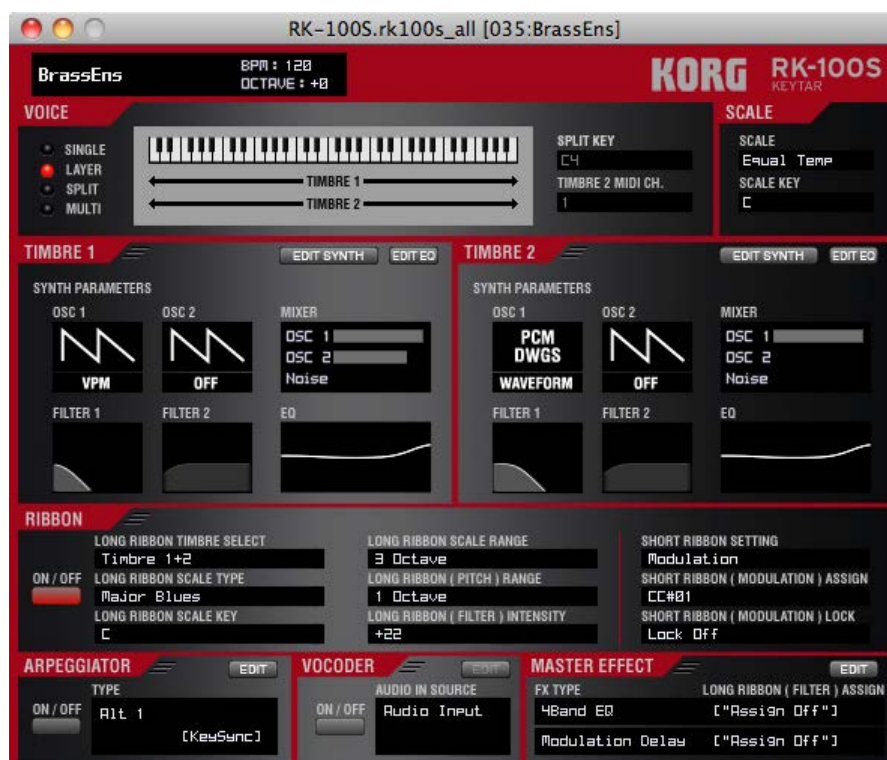 RK-100S.rk100s_all [035:BrassEns]
BrassEns
BPM: 120
OCTAVE: +0
KORG
RK-100S
KEYTAR
VOICE
SINGLE
LAYER
SPLIT
MULTI
TIMBRE 1
TIMBRE 2
SPLIT KEY
C4
TIMBRE 2 MIDI CH.
1
SCALE
SCALE
Equal Temp
SCALE KEY
C
TIMBRE 1
EDIT SYNTH
EDIT EQ
SYNTH PARAMETERS
OSC 1
OSC 2
MIXER
VPM
OFF
OSC 1
OSC 2
Noise
FILTER 1
FILTER 2
EQ
TIMBRE 2
EDIT SYNTH
EDIT EQ
SYNTH PARAMETERS
OSC 1
OSC 2
MIXER
PCM
DWGS
WAVEFORM
OFF
OSC 1
OSC 2
Noise
FILTER 1
FILTER 2
EQ
RIBBON
ON / OFF
LONG RIBBON TIMBRE SELECT
Timbre 1+2
LONG RIBBON SCALE TYPE
Major Blues
LONG RIBBON SCALE KEY
C
LONG RIBBON SCALE RANGE
3 Octave
LONG RIBBON ( PITCH ) RANGE
1 Octave
LONG RIBBON ( FILTER ) INTENSITY
+22
SHORT RIBBON SETTING
Modulation
SHORT RIBBON ( MODULATION ) ASSIGN
CC#01
SHORT RIBBON ( MODULATION ) LOCK
Lock Off
ARPEGGIATOR
EDIT
TYPE
ON / OFF
Alt 1
[KeySync]
VOCODER
EDIT
AUDIO IN SOURCE
ON / OFF
Audio Input
MASTER EFFECT
EDIT
FX TYPE
LONG RIBBON ( FILTER ) ASSIGN
4Band EQ
["Assign Off"]
Modulation Delay
["Assign Off"]